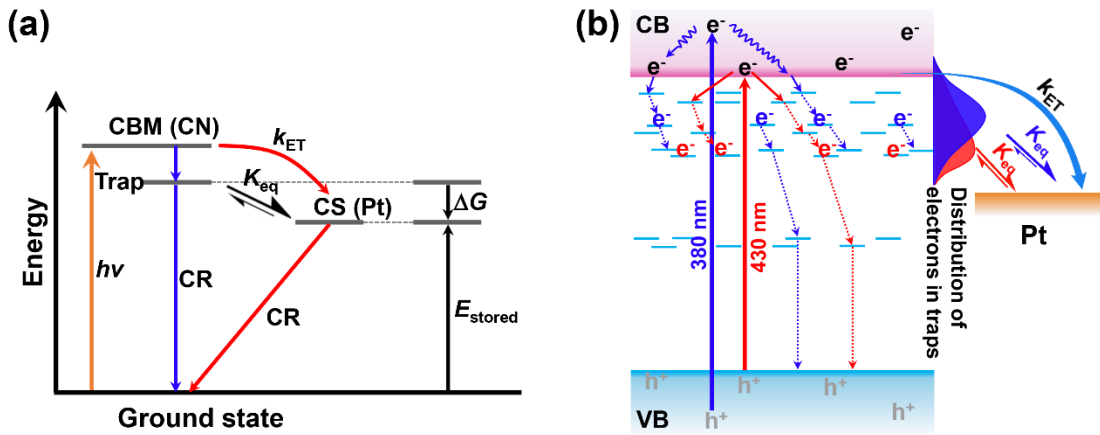 (a)
Energy
CBM (CN)
k_ET
Trap
K_eq
CS (Pt)
ΔG
hν
CR
CR
E_stored
Ground state
(b)
CB
e-
e-
e-
e-
e-
e-
e-
e-
e-
e-
e-
e-
k_ET
K_eq
K_eq
Pt
Distribution of
electrons in traps
380 nm
430 nm
h+
h+
h+
h+
h+
VB